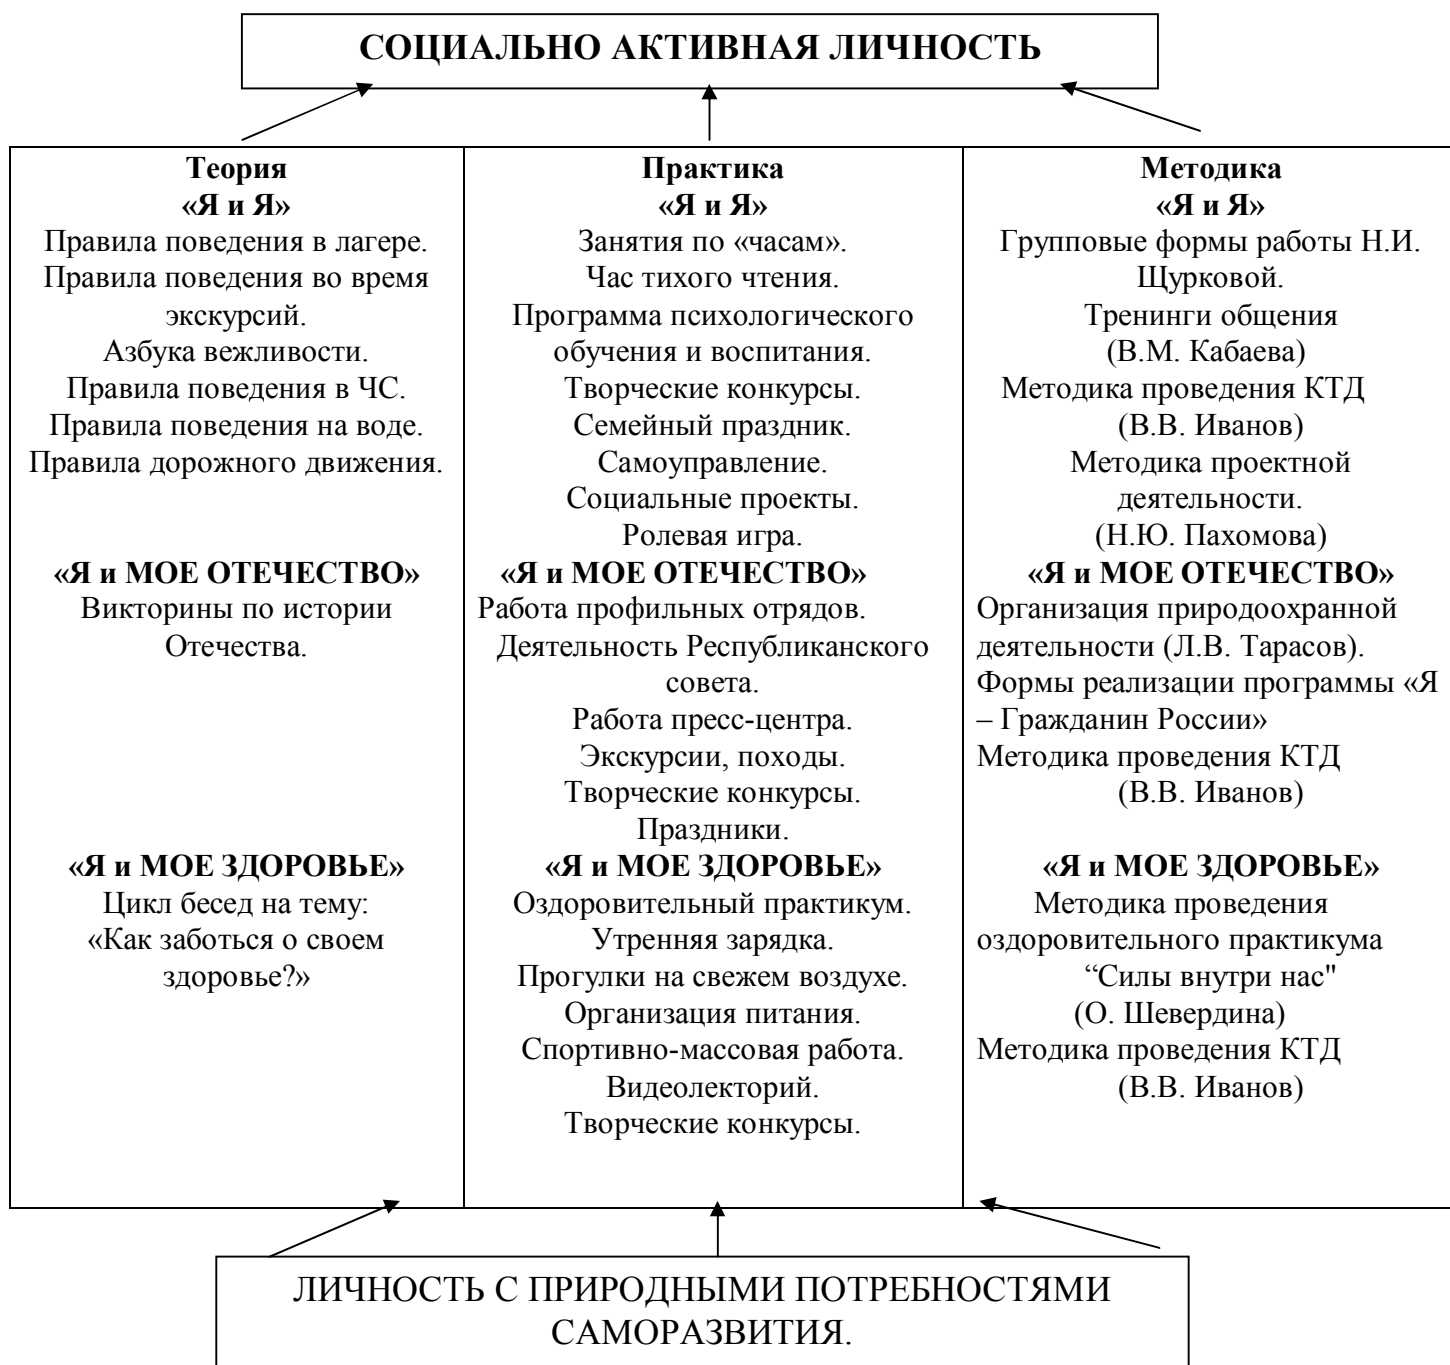 СОЦИАЛЬНО АКТИВНАЯ ЛИЧНОСТЬ
Теория
«Я и Я»
Правила поведения в лагере.
Правила поведения во время
экскурсий.
Азбука вежливости.
Правила поведения в ЧС.
Правила поведения на воде.
Правила дорожного движения.
«Я и МОЕ ОТЕЧЕСТВО»
Викторины по истории
Отечества.
«Я и МОЕ ЗДОРОВЬЕ»
Цикл бесед на тему:
«Как заботься о своем
здоровье?»
Практика
«Я и Я»
Занятия по «часам».
Час тихого чтения.
Программа психологического
обучения и воспитания.
Творческие конкурсы.
Семейный праздник.
Самоуправление.
Социальные проекты.
Ролевая игра.
«Я и МОЕ ОТЕЧЕСТВО»
Работа профильных отрядов.
Деятельность Республиканского
совета.
Работа пресс-центра.
Экскурсии, походы.
Творческие конкурсы.
Праздники.
«Я и МОЕ ЗДОРОВЬЕ»
Оздоровительный практикум.
Утренняя зарядка.
Прогулки на свежем воздухе.
Организация питания.
Спортивно-массовая работа.
Видеолекторий.
Творческие конкурсы.
Методика
«Я и Я»
Групповые формы работы Н.И.
Щурковой.
Тренинги общения
(В.М. Кабаева)
Методика проведения КТД
(В.В. Иванов)
Методика проектной
деятельности.
(Н.Ю. Пахомова)
«Я и МОЕ ОТЕЧЕСТВО»
Организация природоохранной
деятельности (Л.В. Тарасов).
Формы реализации программы «Я
– Гражданин России»
Методика проведения КТД
(В.В. Иванов)
«Я и МОЕ ЗДОРОВЬЕ»
Методика проведения
оздоровительного практикума
“Силы внутри нас"
(О. Шевердина)
Методика проведения КТД
(В.В. Иванов)
ЛИЧНОСТЬ С ПРИРОДНЫМИ ПОТРЕБНОСТЯМИ
САМОРАЗВИТИЯ.